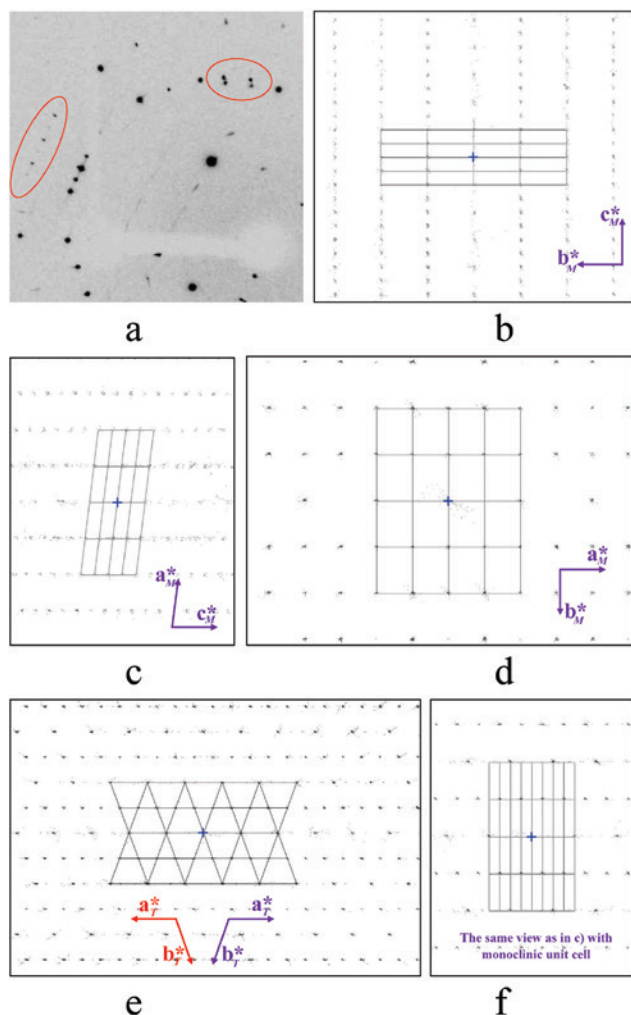 a
c*M
b*M
b
a*M
c*M
c
a*M
b*M
d
a*T
b*T
a*T
b*T
e
The same view as in c) with
monoclinic unit cell
f